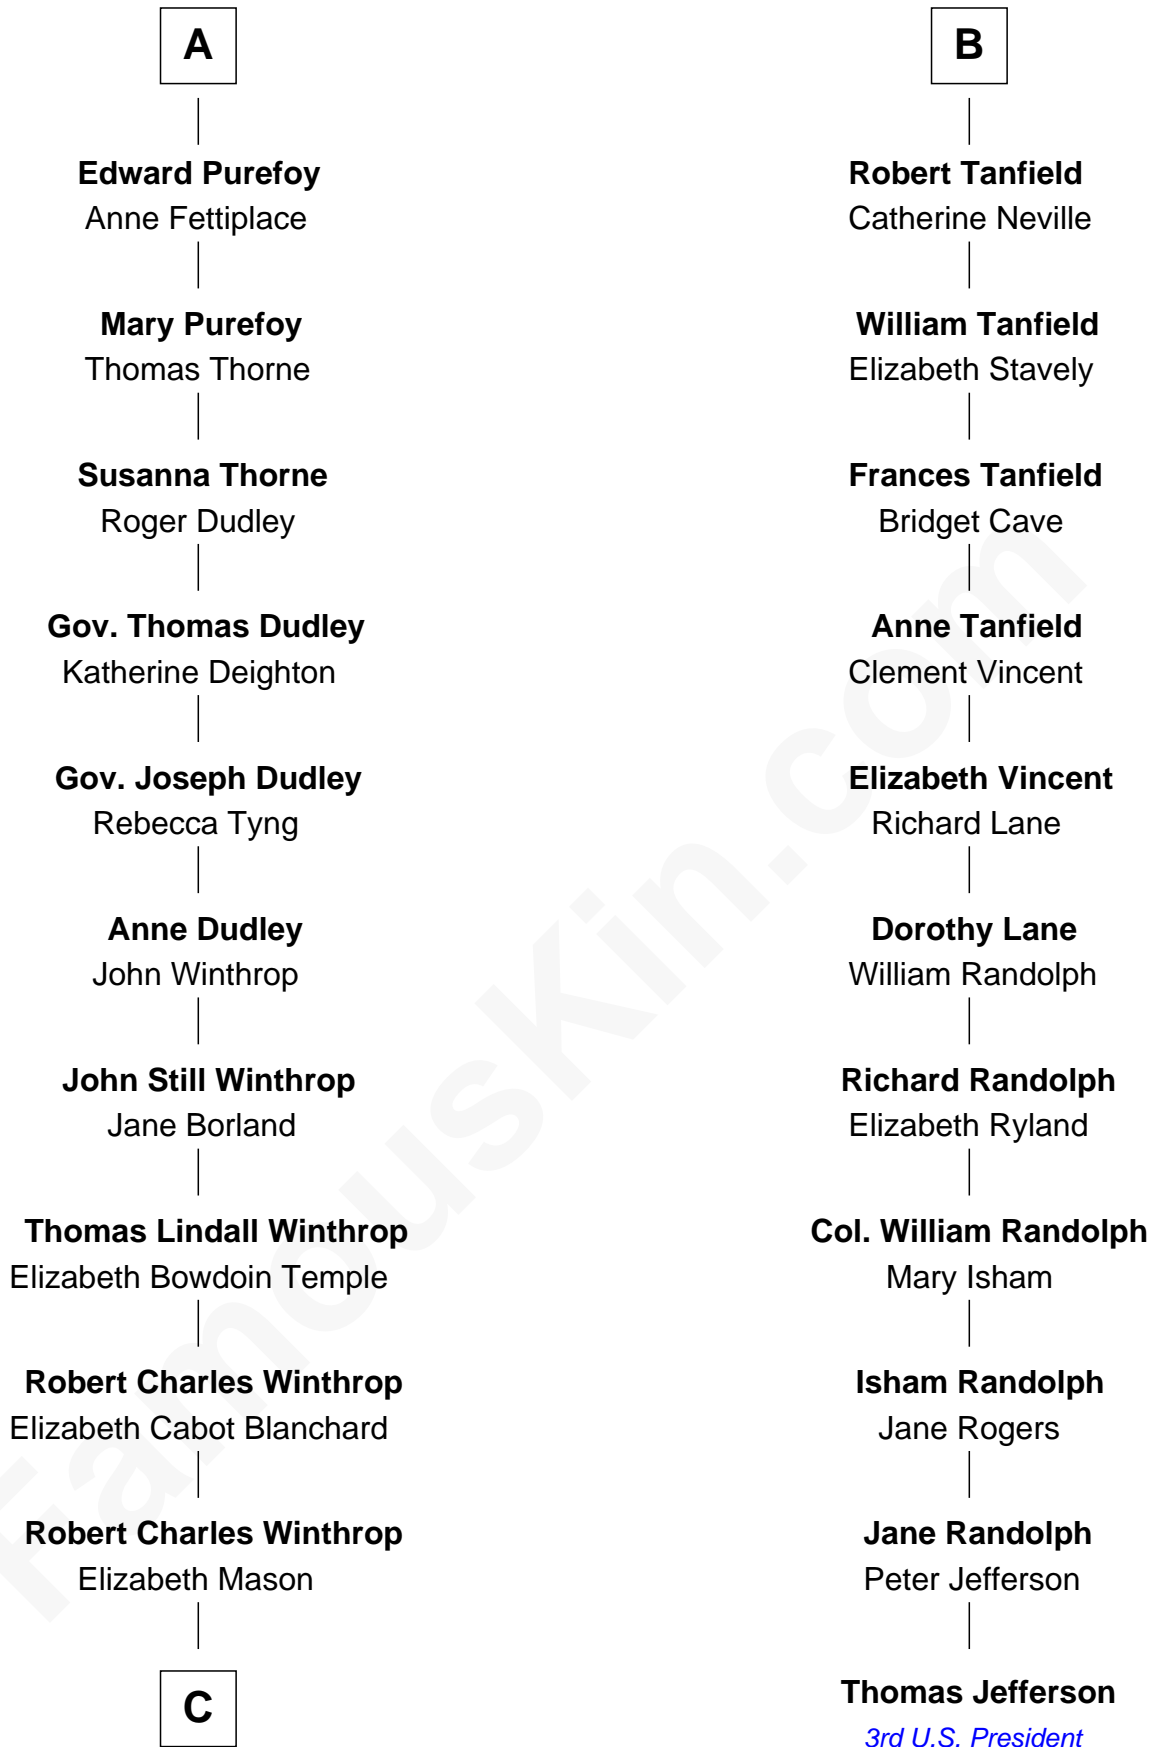 A
Edward Purefoy
Anne Fettiplace
Mary Purefoy
Thomas Thorne
Susanna Thorne
Roger Dudley
Gov. Thomas Dudley
Katherine Deighton
Gov. Joseph Dudley
Rebecca Tyng
Anne Dudley
John Winthrop
John Still Winthrop
Jane Borland
Thomas Lindall Winthrop
Elizabeth Bowdoin Temple
Robert Charles Winthrop
Elizabeth Cabot Blanchard
Robert Charles Winthrop
Elizabeth Mason
C
B
Robert Tanfield
Catherine Neville
William Tanfield
Elizabeth Stavely
Frances Tanfield
Bridget Cave
Anne Tanfield
Clement Vincent
Elizabeth Vincent
Richard Lane
Dorothy Lane
William Randolph
Richard Randolph
Elizabeth Ryland
Col. William Randolph
Mary Isham
Isham Randolph
Jane Rogers
Jane Randolph
Peter Jefferson
Thomas Jefferson
3rd U.S. President
FamousKin.com